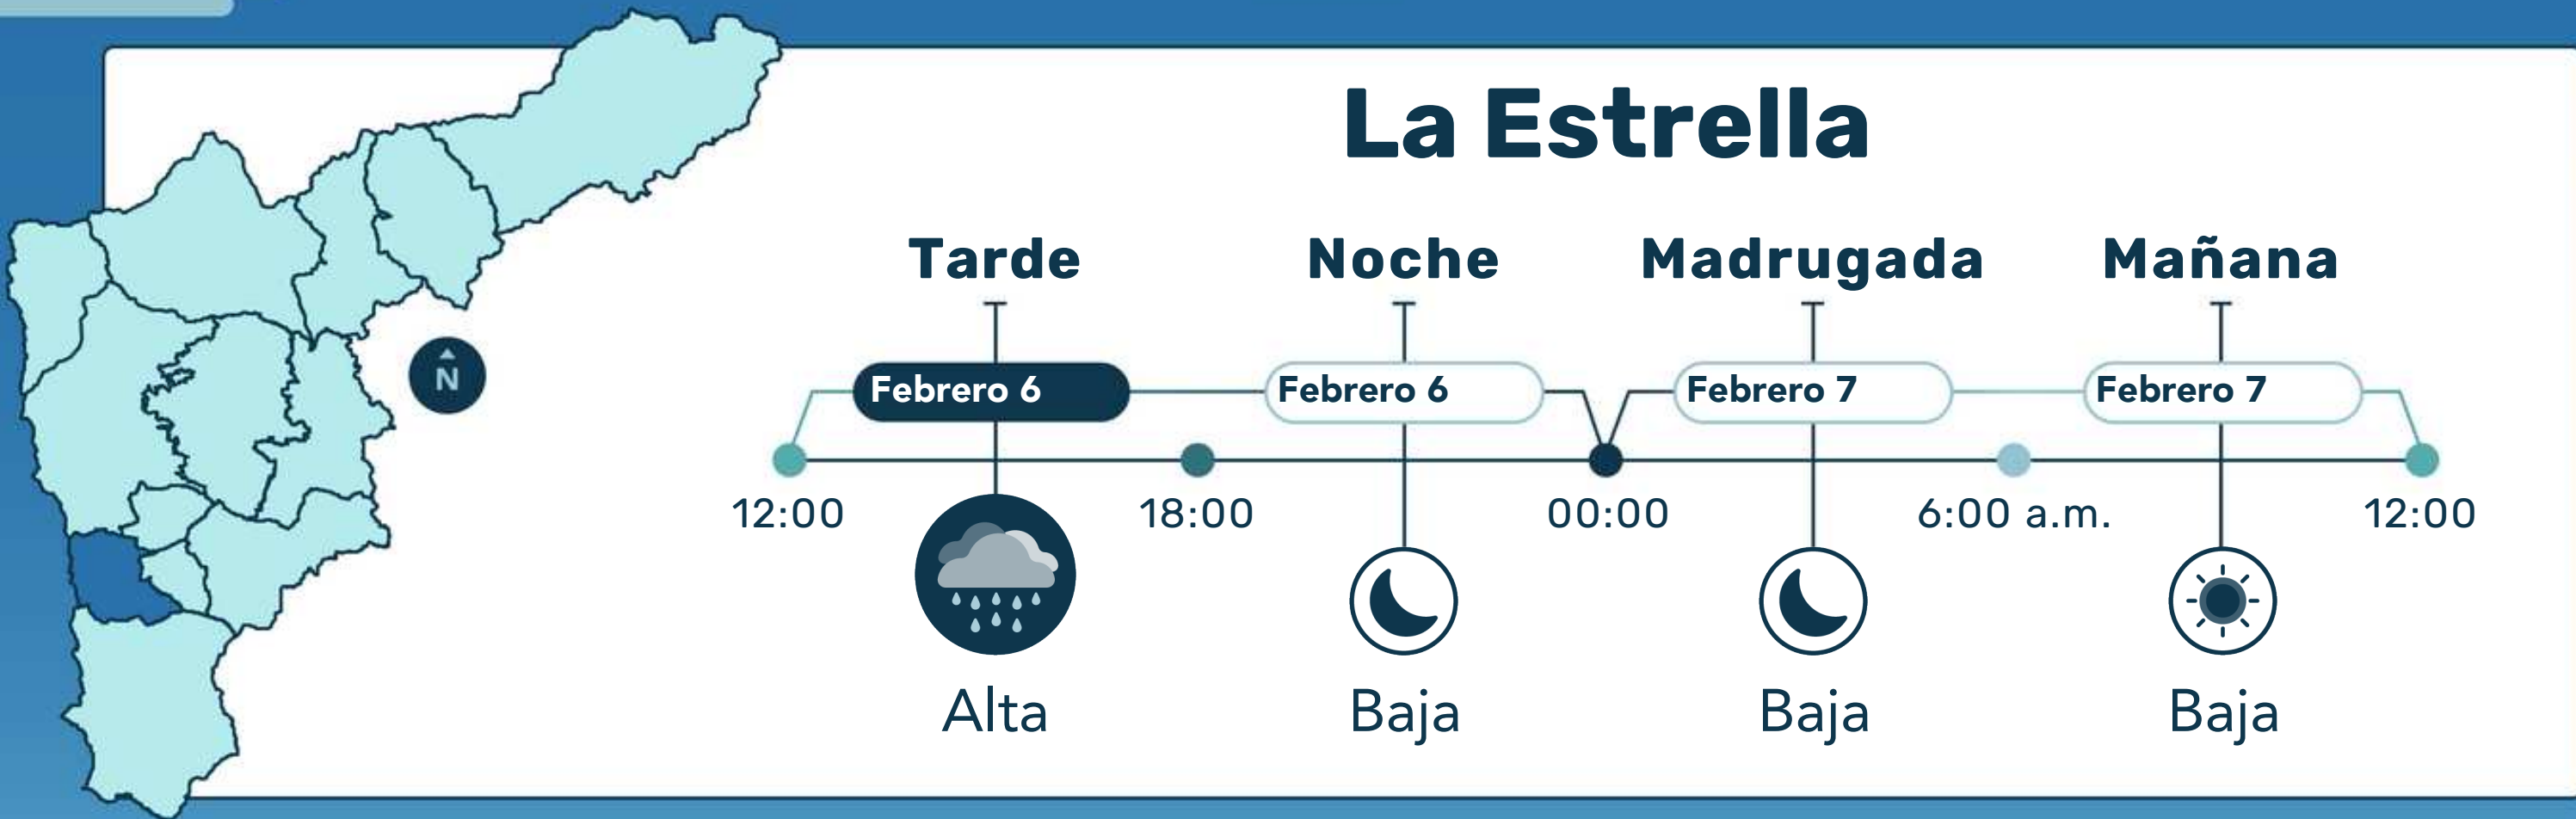 La Estrella
Tarde Noche Madrugada Mañana
Febrero 6 Febrero 6 Febrero 7 Febrero 7
N
12:00 18:00 00:00 6:00 a.m. 12:00
Alta Baja Baja Baja